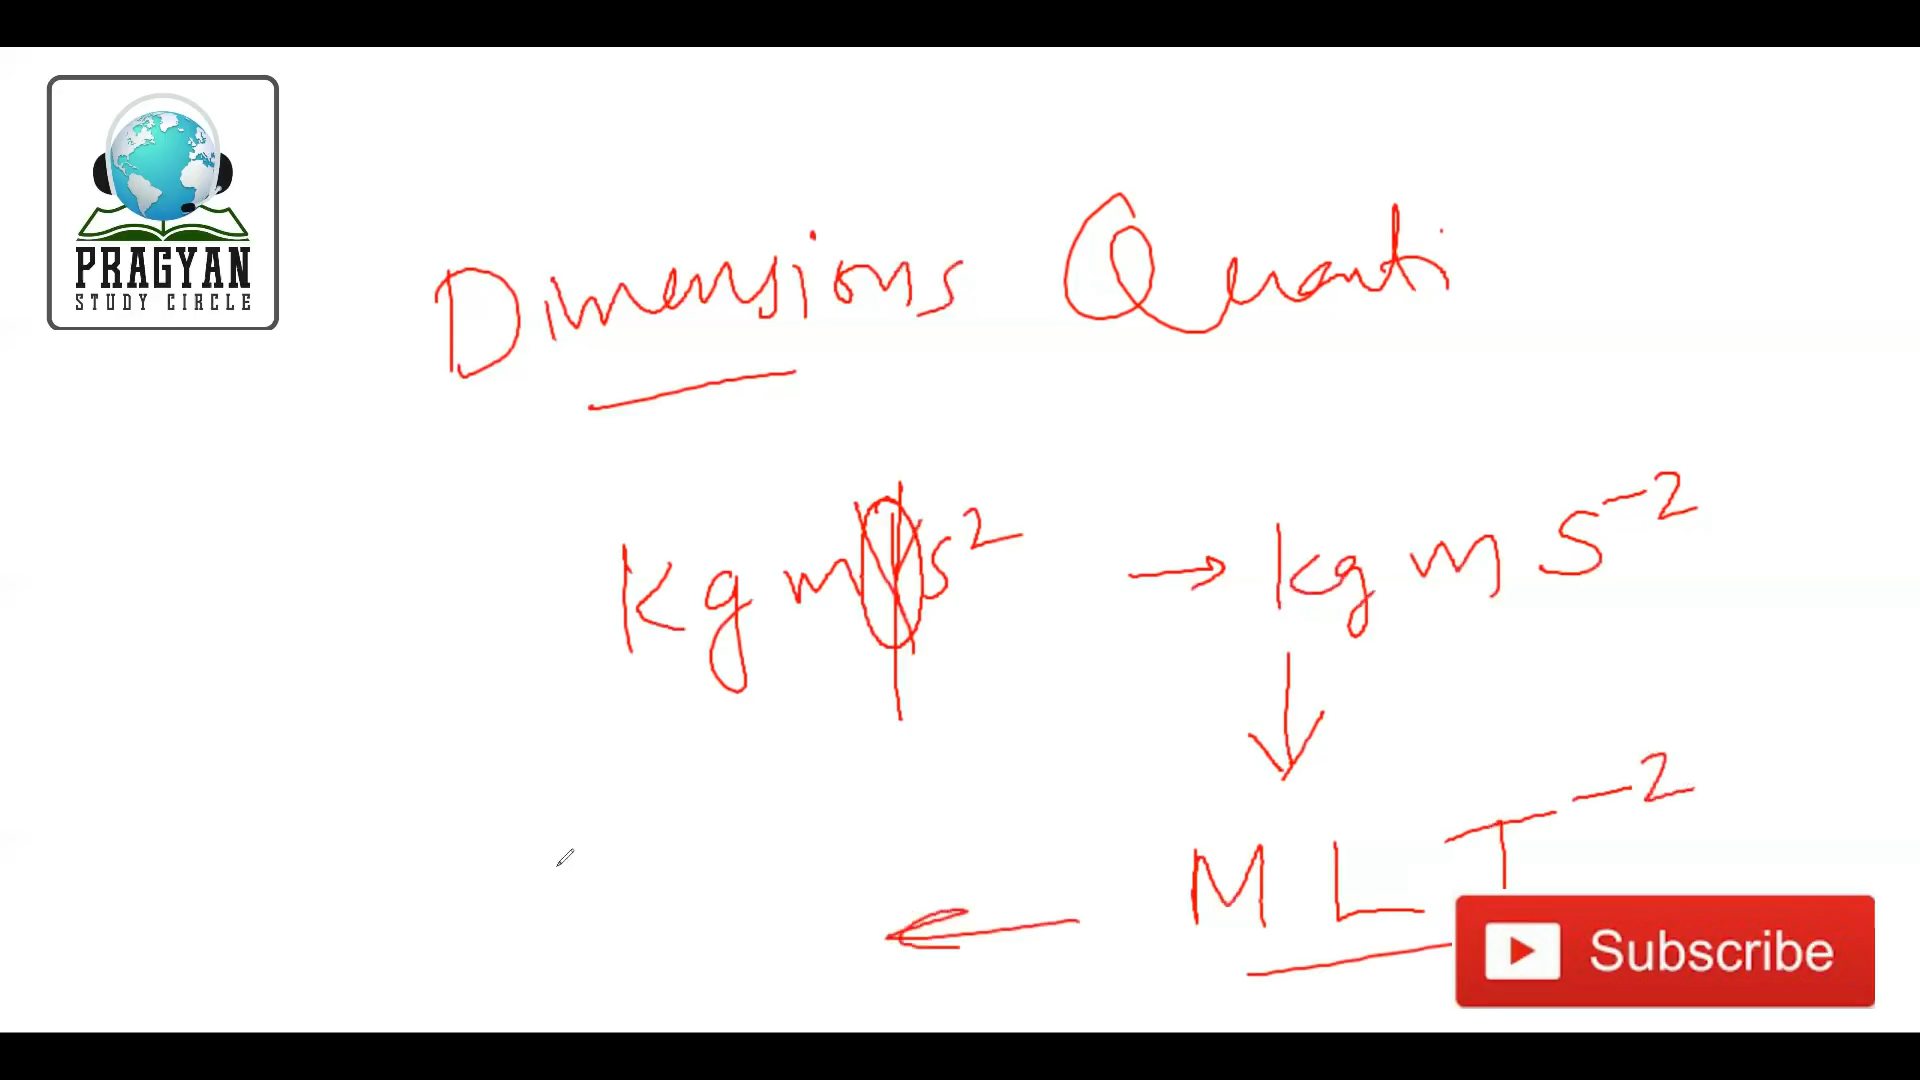 PRAGYAN
STUDY CIRCLE
Dimensions Quanti
kg m s² → kg m s⁻²
↓
← M L T⁻²
Subscribe